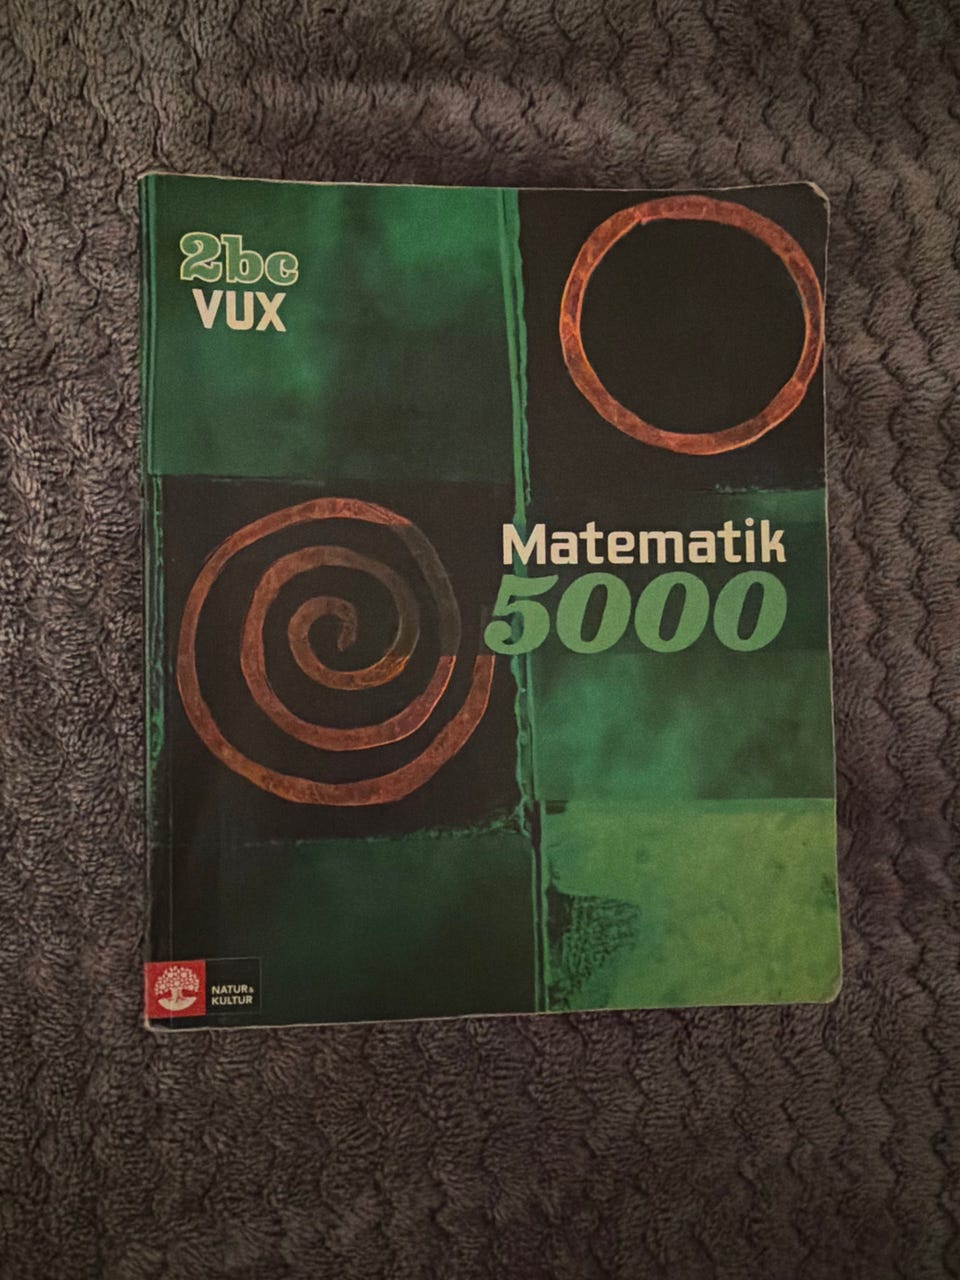 2bc
VUX
Matematik
5000
NATUR &
KULTUR